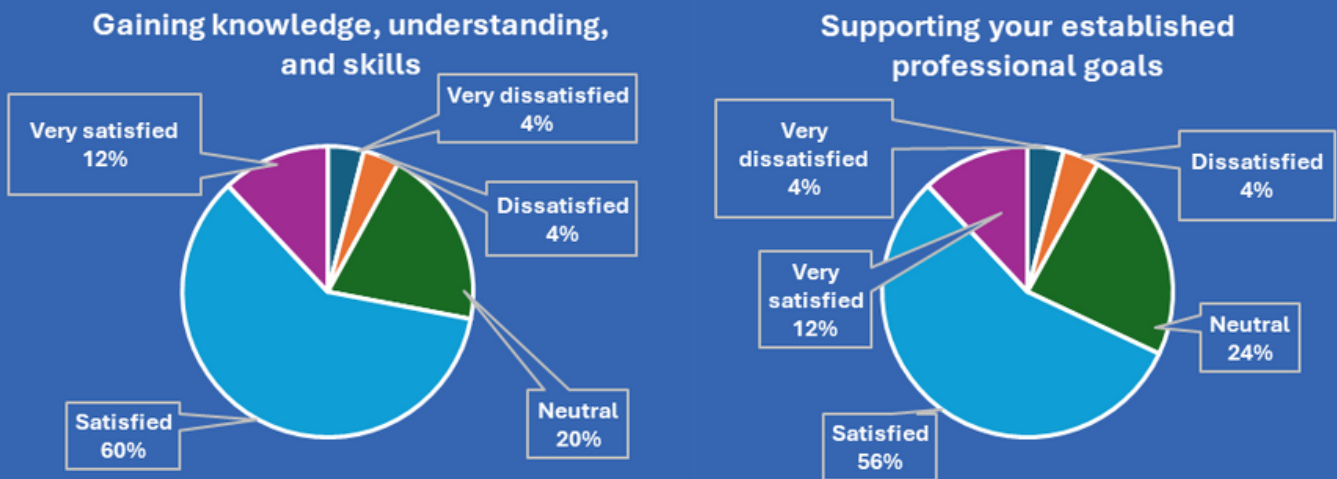 Gaining knowledge, understanding,
and skills
Very dissatisfied
4%
Very satisfied
12%
Dissatisfied
4%
Neutral
20%
Satisfied
60%
Supporting your established
professional goals
Very
dissatisfied
4%
Dissatisfied
4%
Very
satisfied
12%
Neutral
24%
Satisfied
56%